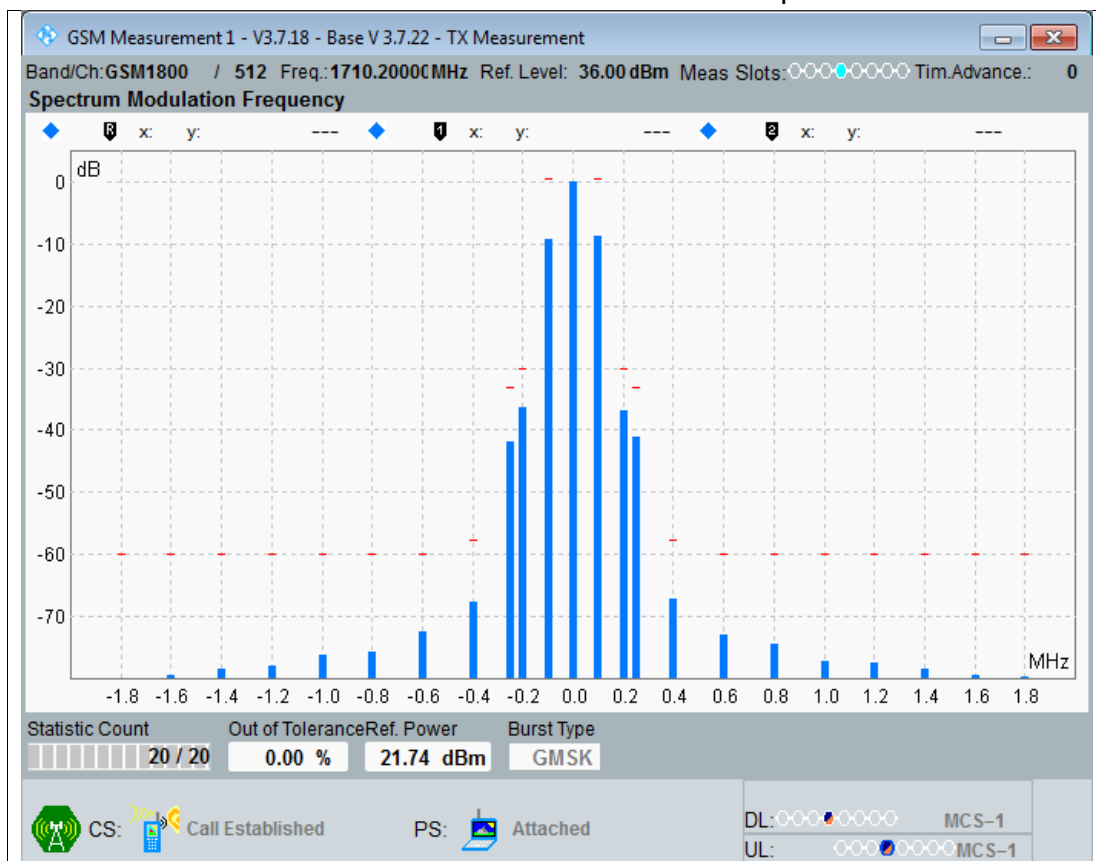 GSM Measurement 1 - V3.7.18 - Base V 3.7.22 - TX Measurement
Band/Ch:GSM1800 / 512 Freq.:1710.20000MHz Ref. Level: 36.00 dBm Meas Slots: Tim.Advance.: 0
Spectrum Modulation Frequency
R x: y: --- 1 x: y: --- 2 x: y: ---
dB
0
-10
-20
-30
-40
-50
-60
-70
MHz
-1.8 -1.6 -1.4 -1.2 -1.0 -0.8 -0.6 -0.4 -0.2 0.0 0.2 0.4 0.6 0.8 1.0 1.2 1.4 1.6 1.8
Statistic Count Out of Tolerance Ref. Power Burst Type
20 / 20 0.00 % 21.74 dBm GMSK
CS: Call Established PS: Attached DL: MCS-1
UL: MCS-1